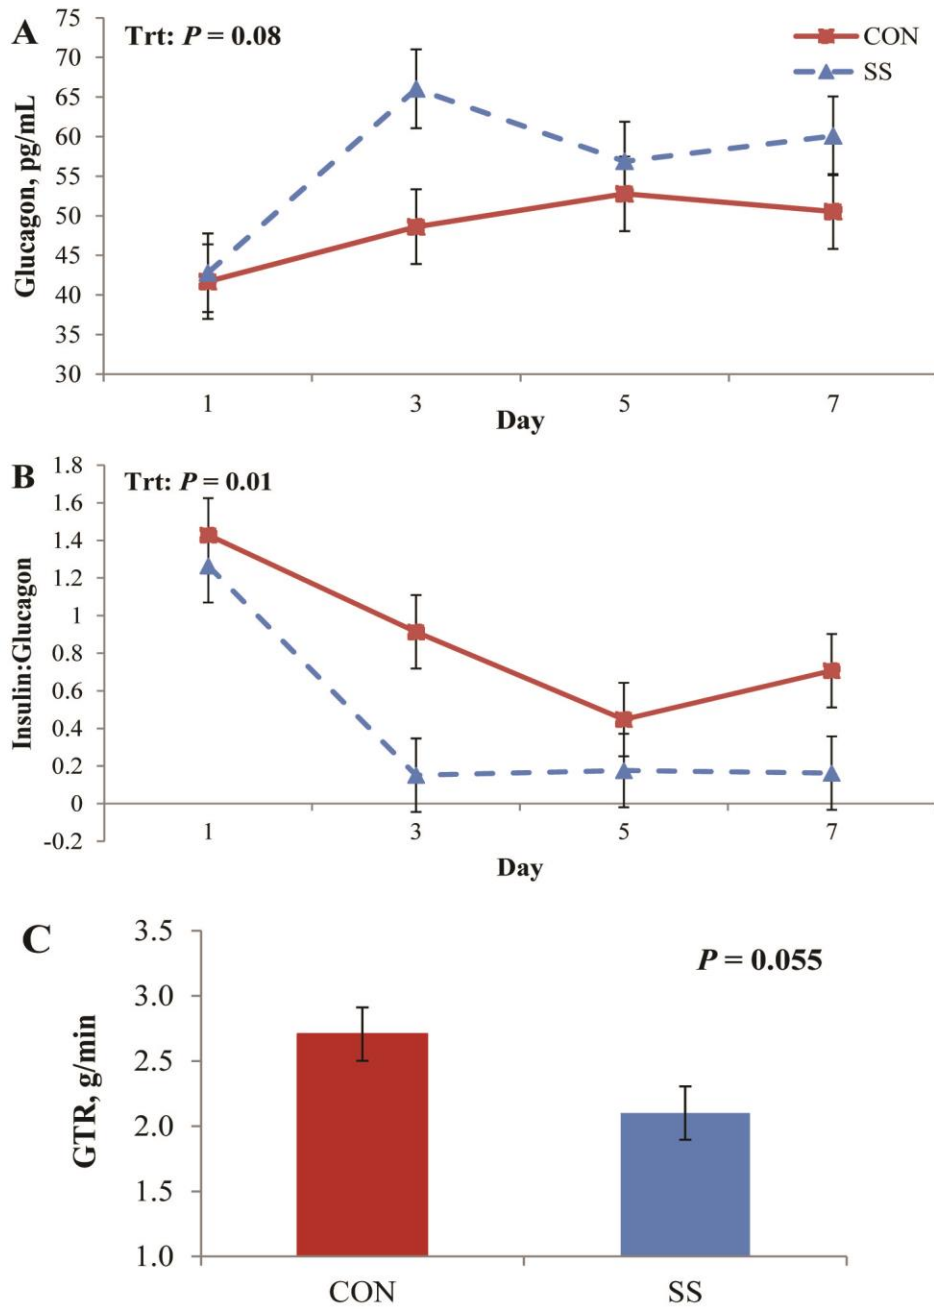 A
Trt: P = 0.08
CON
SS
75
70
65
60
55
50
45
40
35
30
Glucagon, pg/mL
1 3 5 7
Day
B
Trt: P = 0.01
1.8
1.6
1.4
1.2
1
0.8
0.6
0.4
0.2
0
-0.2
Insulin:Glucagon
1 3 5 7
Day
C
P = 0.055
3.5
3.0
2.5
2.0
1.5
1.0
GTR, g/min
CON SS